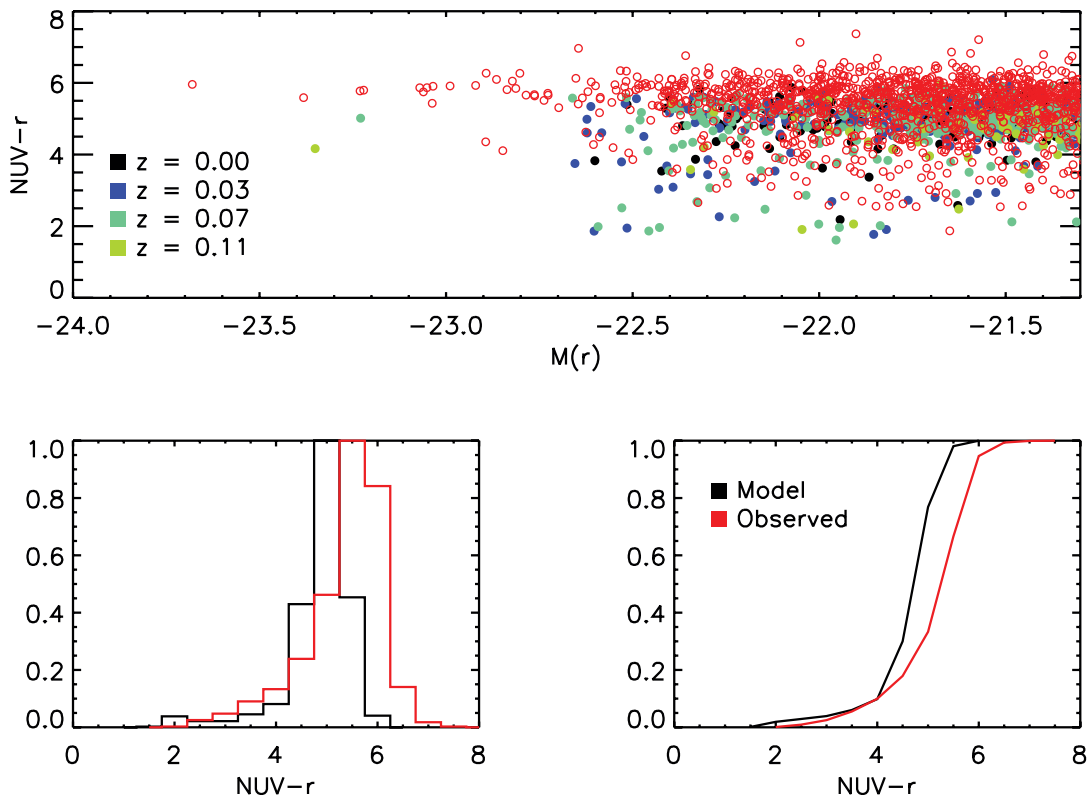 8
6
4
2
0
NUV-r
z = 0.00
z = 0.03
z = 0.07
z = 0.11
-24.0 -23.5 -23.0 -22.5 -22.0 -21.5
M(r)
1.0
0.8
0.6
0.4
0.2
0.0
0 2 4 6 8
NUV-r
1.0
0.8
0.6
0.4
0.2
0.0
Model
Observed
0 2 4 6 8
NUV-r